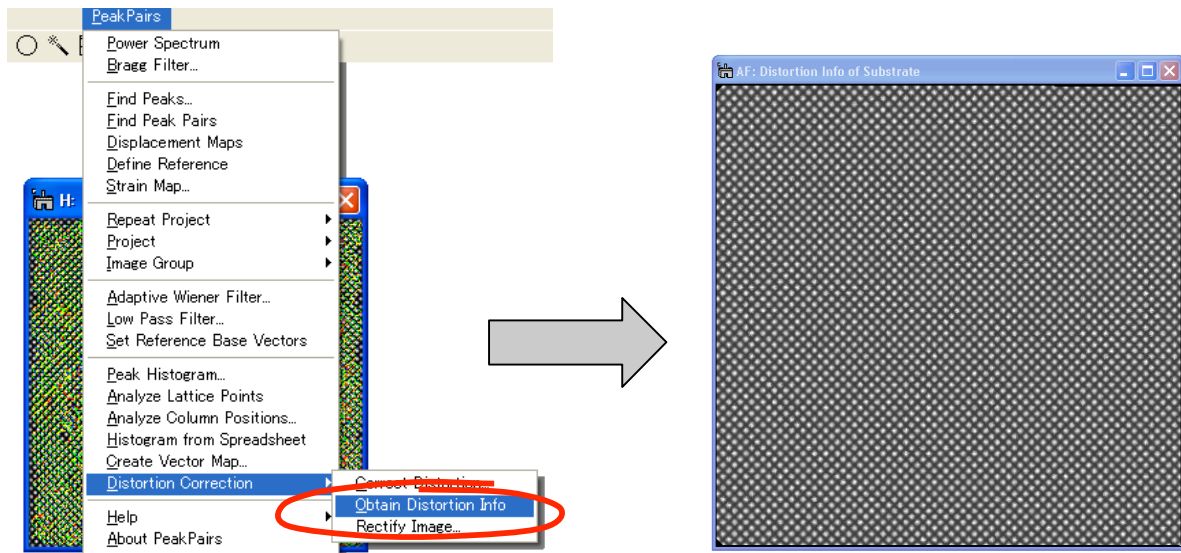 PeakPairs
Power Spectrum
Bragg Filter...
Find Peaks...
Find Peak Pairs
Displacement Maps
Define Reference
Strain Map...
H:
Repeat Project
Project
Image Group
Adaptive Wiener Filter...
Low Pass Filter...
Set Reference Base Vectors
Peak Histogram...
Analyze Lattice Points
Analyze Column Positions...
Histogram from Spreadsheet
Create Vector Map...
Distortion Correction
Help
About PeakPairs
Correct Distortion...
Obtain Distortion Info
Rectify Image...
AF: Distortion Info of Substrate